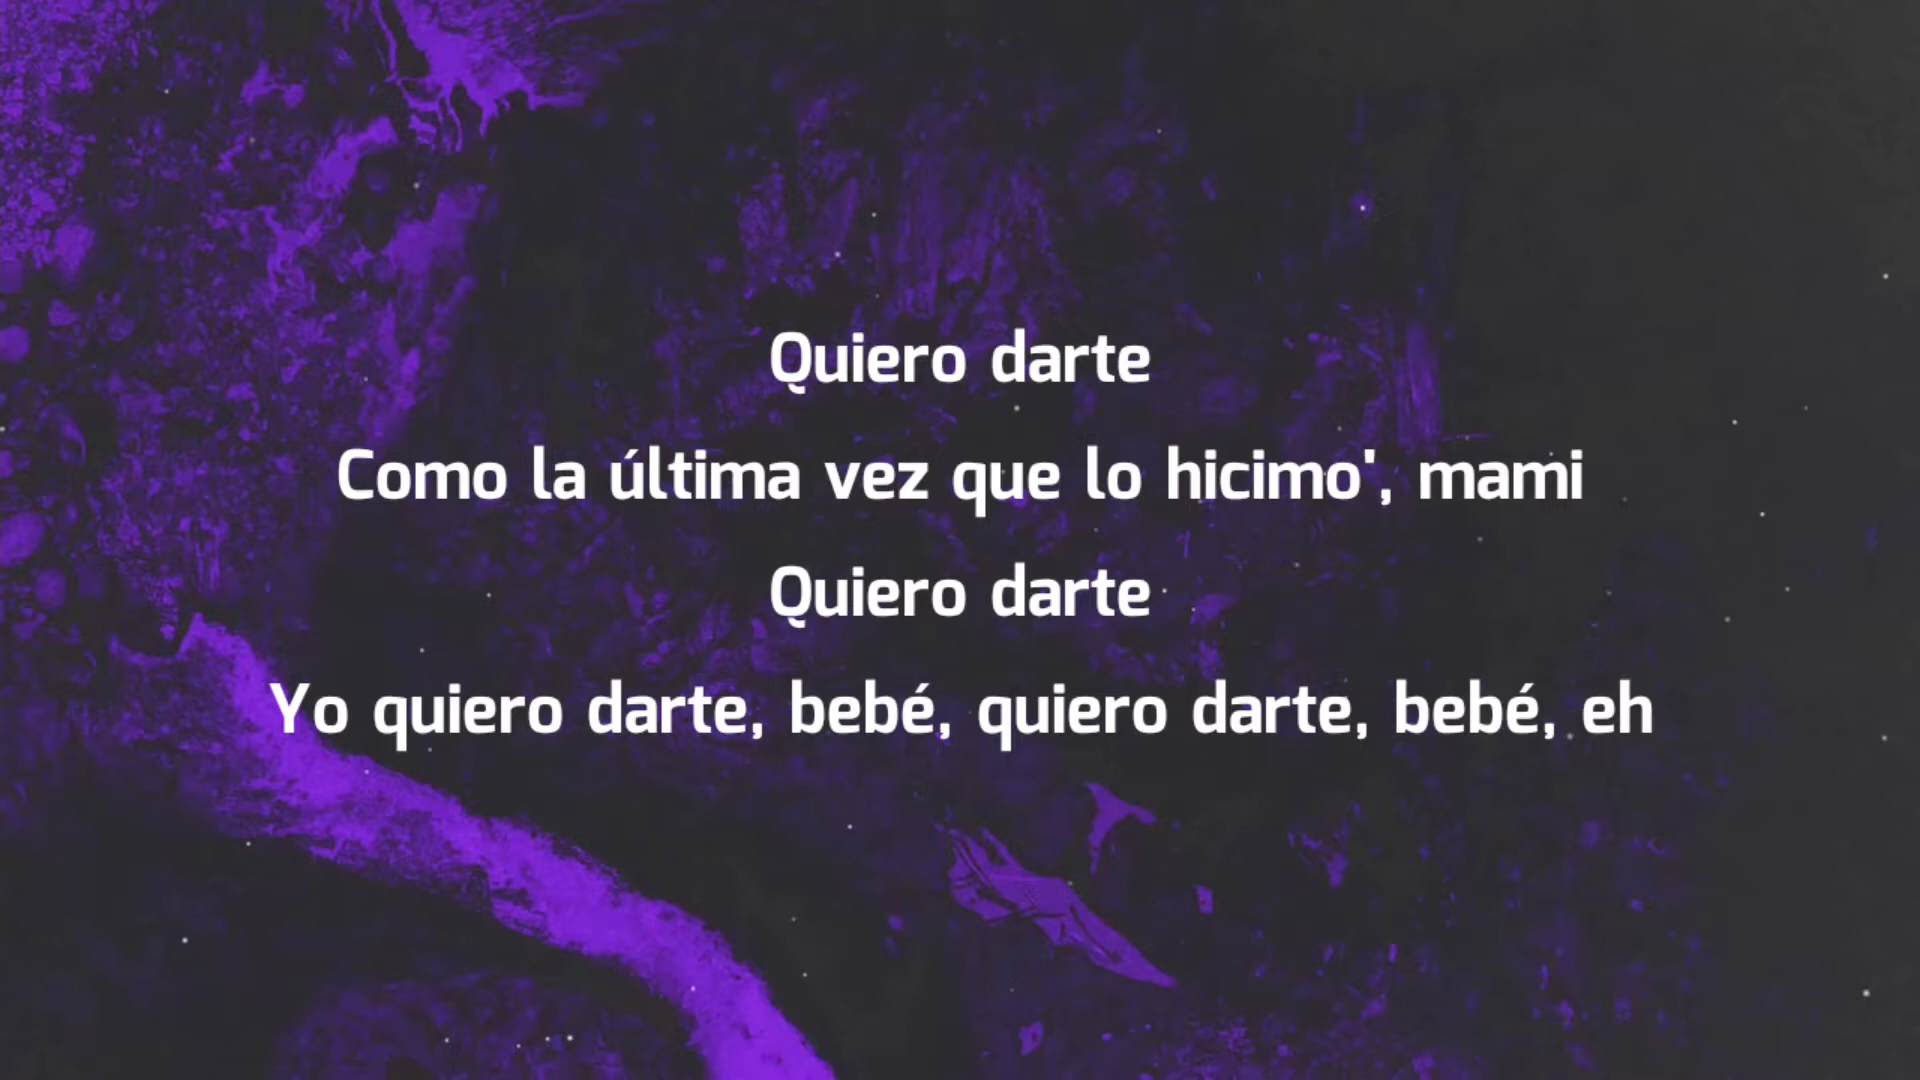 Quiero darte
Como la última vez que lo hicimo', mami
Quiero darte
Yo quiero darte, bebé, quiero darte, bebé, eh